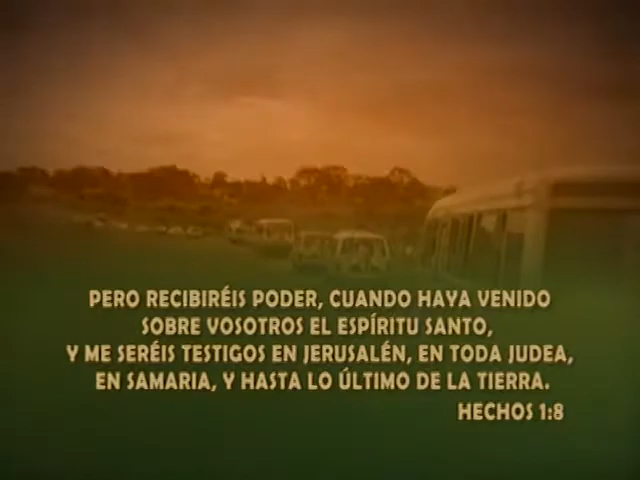 PERO RECIBIRÉIS PODER, CUANDO HAYA VENIDO
SOBRE VOSOTROS EL ESPÍRITU SANTO,
Y ME SERÉIS TESTIGOS EN JERUSALÉN, EN TODA JUDEA,
EN SAMARIA, Y HASTA LO ÚLTIMO DE LA TIERRA.
HECHOS 1:8